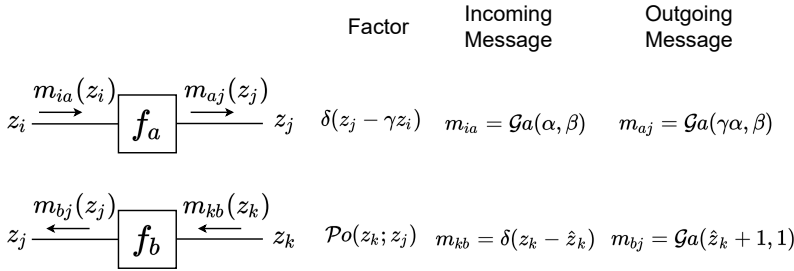 Factor Incoming Message Outgoing Message
m_{ia}(z_i) m_{aj}(z_j)
z_i f_a z_j δ(z_j − γz_i) m_{ia} = 𝒢a(α, β) m_{aj} = 𝒢a(γα, β)
m_{bj}(z_j) m_{kb}(z_k)
z_j f_b z_k 𝒫o(z_k; z_j) m_{kb} = δ(z_k − ẑ_k) m_{bj} = 𝒢a(ẑ_k + 1, 1)